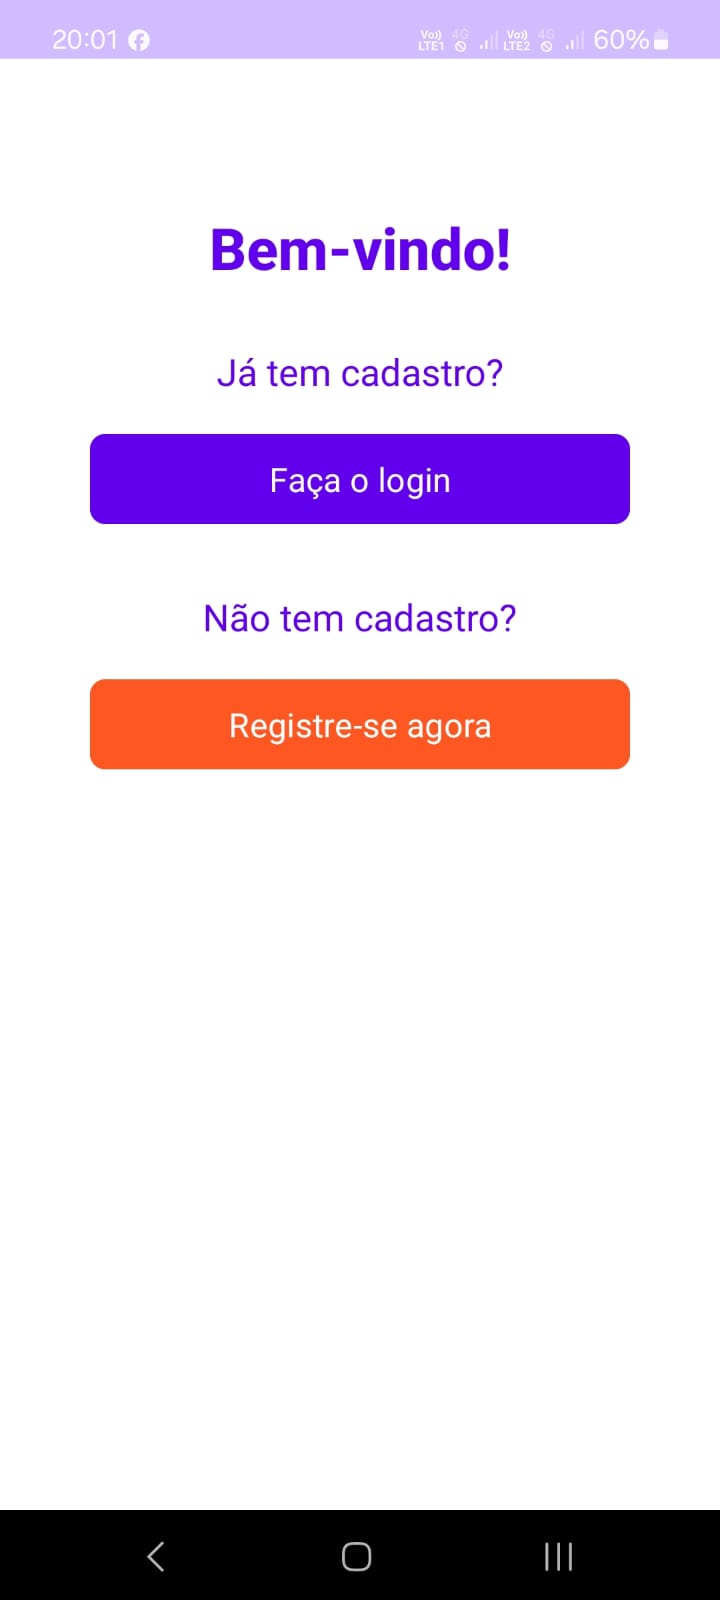 20:01 Vo)) LTE1 4G Vo)) LTE2 4G 60%
Bem-vindo!
Já tem cadastro?
Faça o login
Não tem cadastro?
Registre-se agora